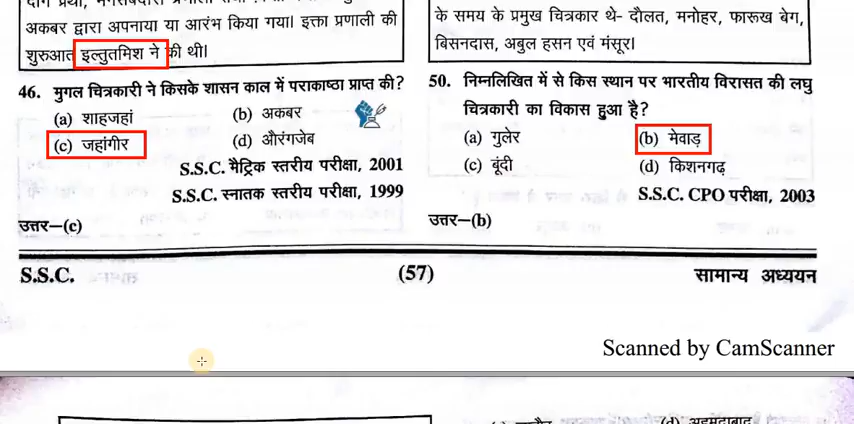 अकबर द्वारा अपनाया या आरंभ किया गया। इक्ता प्रणाली की
शुरुआत इल्तुतमिश ने की थी।
46. मुगल चित्रकारी ने किसके शासन काल में पराकाष्ठा प्राप्त की?
(a) शाहजहां
(b) अकबर
(c) जहांगीर
(d) औरंगजेब
S.S.C. मैट्रिक स्तरीय परीक्षा, 2001
S.S.C. स्नातक स्तरीय परीक्षा, 1999
उत्तर—(c)
के समय के प्रमुख चित्रकार थे- दौलत, मनोहर, फारूख बेग,
बिसनदास, अबुल हसन एवं मंसूर।
50. निम्नलिखित में से किस स्थान पर भारतीय विरासत की लघु
चित्रकारी का विकास हुआ है?
(a) गुलेर
(b) मेवाड़
(c) बूंदी
(d) किशनगढ़
S.S.C. CPO परीक्षा, 2003
उत्तर—(b)
S.S.C.
(57)
सामान्य अध्ययन
Scanned by CamScanner